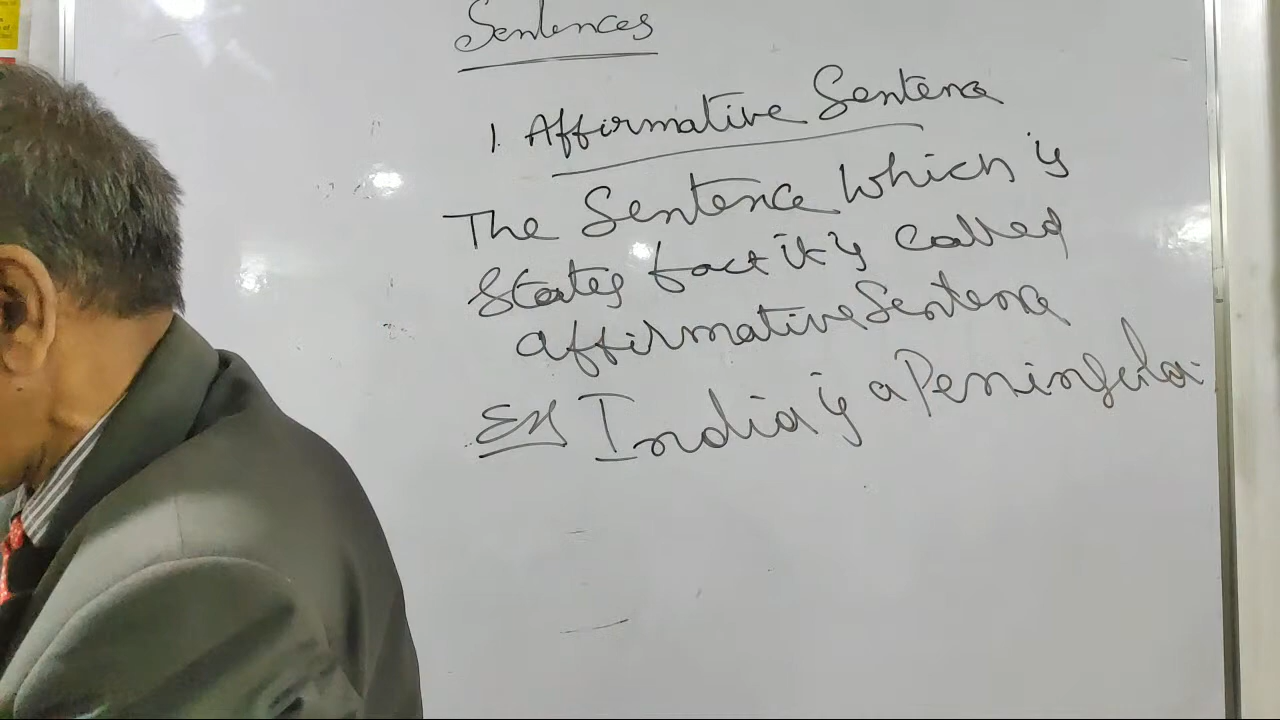 Sentences
1. Affirmative Sentence
The Sentence which is
States fact it is called
affirmative Sentence
Ex India is a Peninsula.